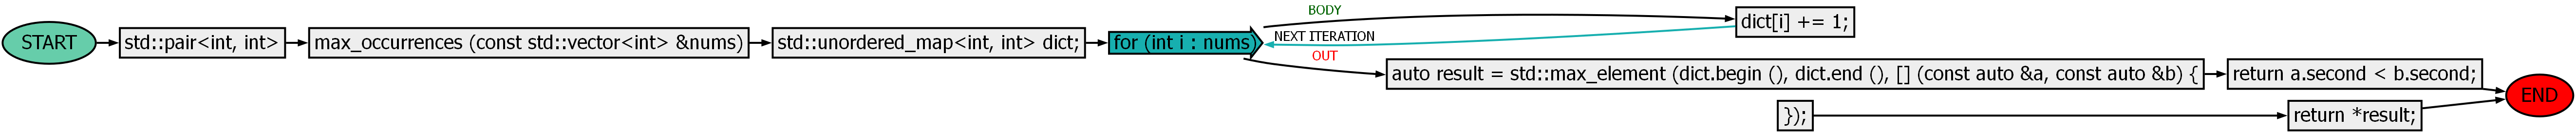 START
std::pair<int, int>
max_occurrences (const std::vector<int> &nums)
std::unordered_map<int, int> dict;
for (int i : nums)
BODY
dict[i] += 1;
NEXT ITERATION
OUT
auto result = std::max_element (dict.begin (), dict.end (), [] (const auto &a, const auto &b) {
return a.second < b.second;
});
return *result;
END